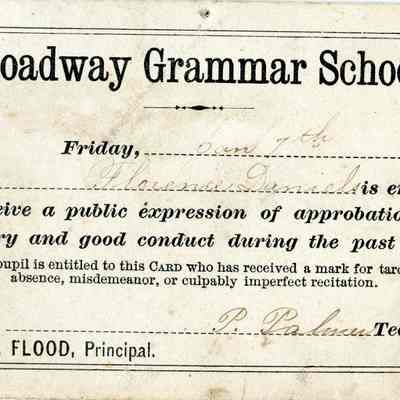 oadway Grammar Schoo
Friday, Jan 7th
Florence Daniels is en
eive a public expression of approbatio
ry and good conduct during the past
pupil is entitled to this CARD who has received a mark for tard
absence, misdemeanor, or culpably imperfect recitation.
P. Palmer Tea
FLOOD, Principal.